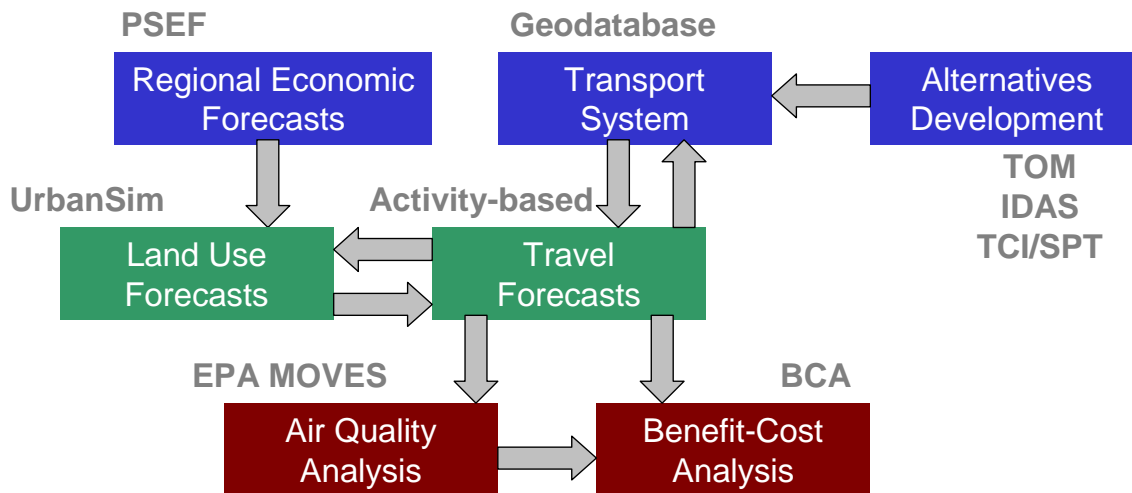 PSEF
Geodatabase
Regional Economic
Forecasts
Transport
System
Alternatives
Development
TOM
IDAS
TCI/SPT
UrbanSim
Activity-based
Land Use
Forecasts
Travel
Forecasts
EPA MOVES
BCA
Air Quality
Analysis
Benefit-Cost
Analysis